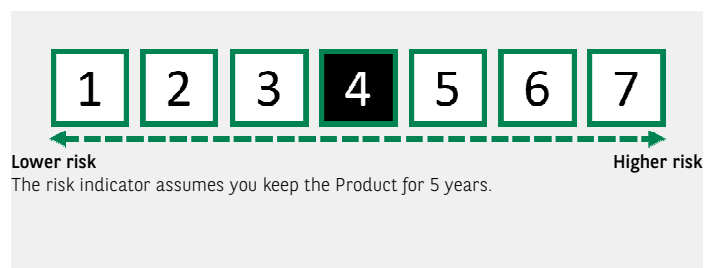 1 2 3 4 5 6 7
Lower risk Higher risk
The risk indicator assumes you keep the Product for 5 years.